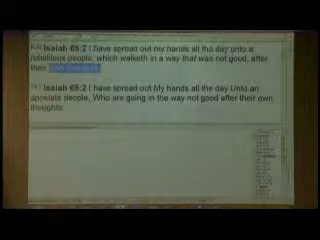 Isaiah 65:2 I have spread out my hands all the day unto a
rebellious people, which walketh in a way that was not good, after
their own thoughts;
Isaiah 65:2 I have spread out My hands all the day Unto an
apostate people, Who are going in the way not good after their own
thoughts.